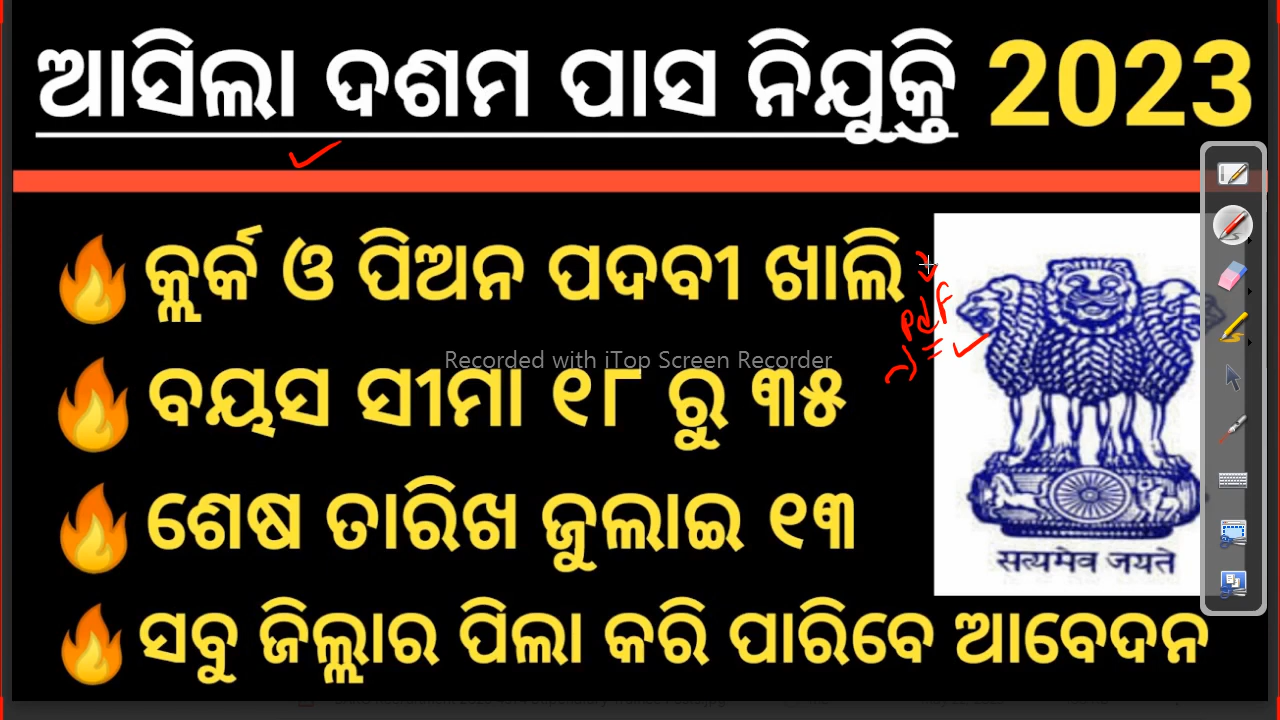 ଆସିଲା ଦଶମ ପାସ ନିଯୁକ୍ତି 2023
କ୍ଲର୍କ ଓ ପିଅନ ପଦବୀ ଖାଲି
Pdf
Recorded with iTop Screen Recorder
ବୟସ ସୀମା ୧୮ ରୁ ୩୫
ଶେଷ ତାରିଖ ଜୁଲାଇ ୧୩
सत्यमेव जयते
ସବୁ ଜିଲ୍ଲାର ପିଲା କରି ପାରିବେ ଆବେଦନ